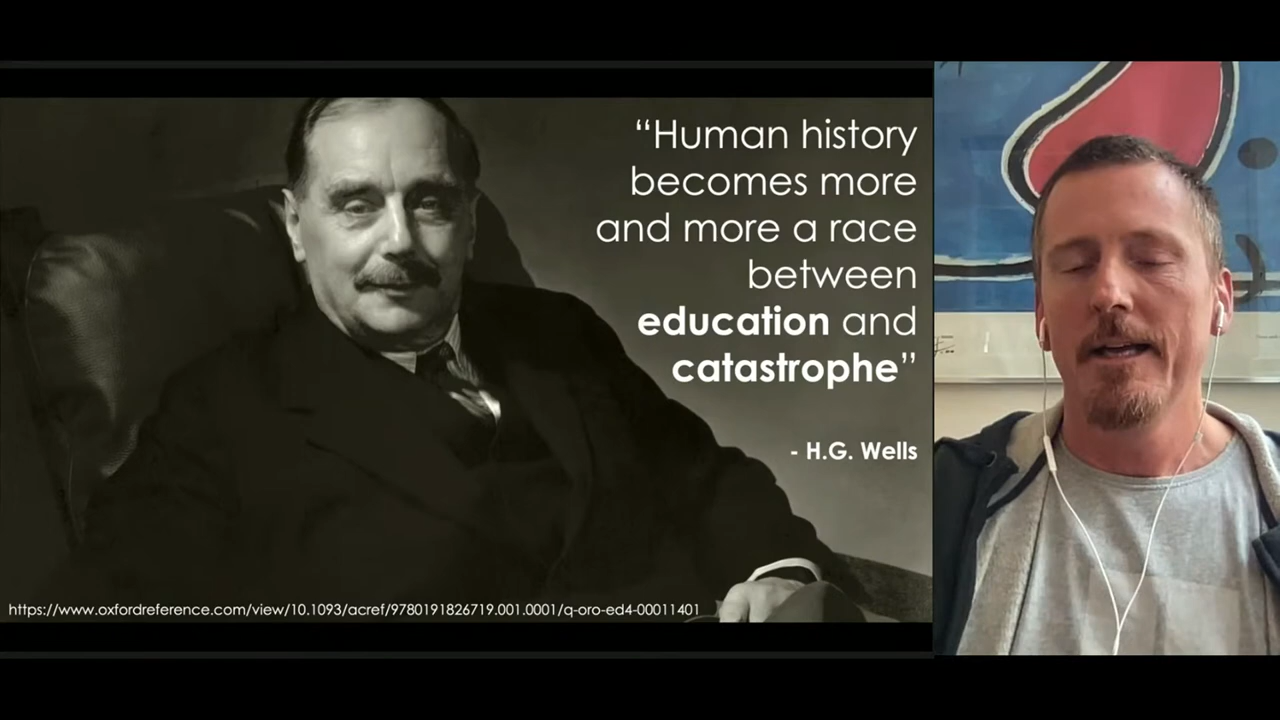 “Human history
becomes more
and more a race
between
education and
catastrophe”
- H.G. Wells
https://www.oxfordreference.com/view/10.1093/acref/9780191826719.001.0001/q-oro-ed4-00011401